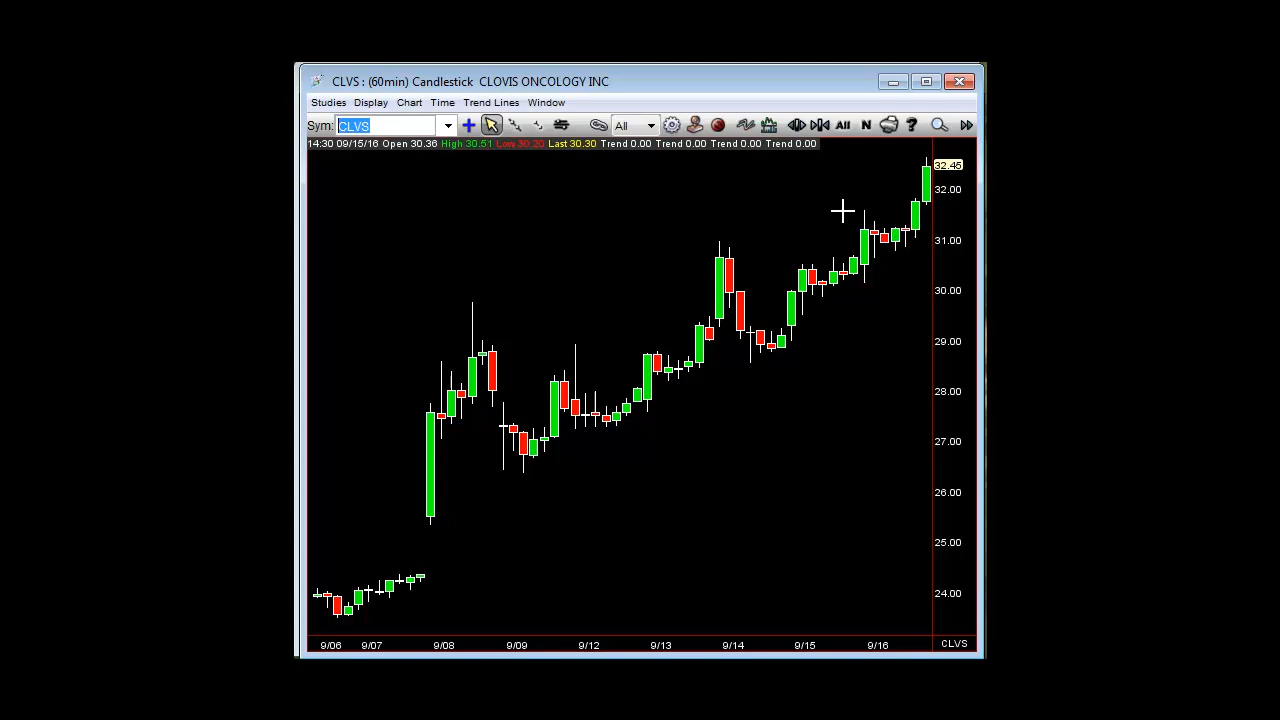 CLVS : (60min) Candlestick CLOVIS ONCOLOGY INC
Studies Display Chart Time Trend Lines Window
Sym: CLVS All All N ?
14:30 09/15/16 Open 30.36 High 30.51 Low 30.20 Last 30.30 Trend 0.00 Trend 0.00 Trend 0.00 Trend 0.00
32.45
32.00
31.00
30.00
29.00
28.00
27.00
26.00
25.00
24.00
9/06 9/07 9/08 9/09 9/12 9/13 9/14 9/15 9/16 CLVS